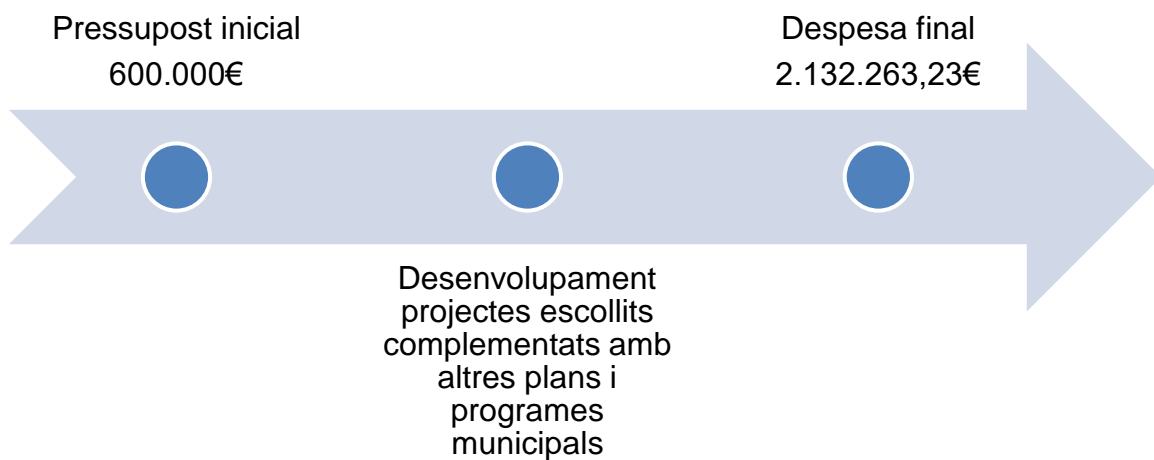 Pressupost inicial
600.000€
Desenvolupament
projectes escollits
complementats amb
altres plans i
programes
municipals
Despesa final
2.132.263,23€